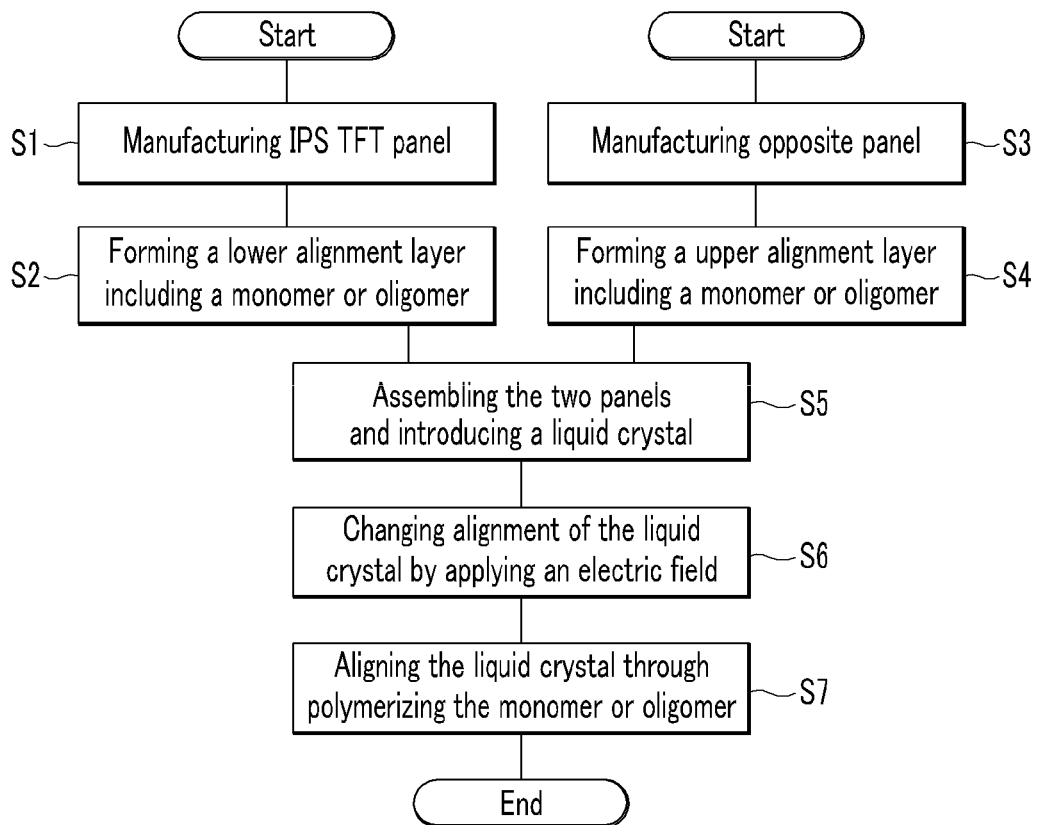 Start
Start
S1
Manufacturing IPS TFT panel
Manufacturing opposite panel
S3
S2
Forming a lower alignment layer
including a monomer or oligomer
Forming a upper alignment layer
including a monomer or oligomer
S4
Assembling the two panels
and introducing a liquid crystal
S5
Changing alignment of the liquid
crystal by applying an electric field
S6
Aligning the liquid crystal through
polymerizing the monomer or oligomer
S7
End